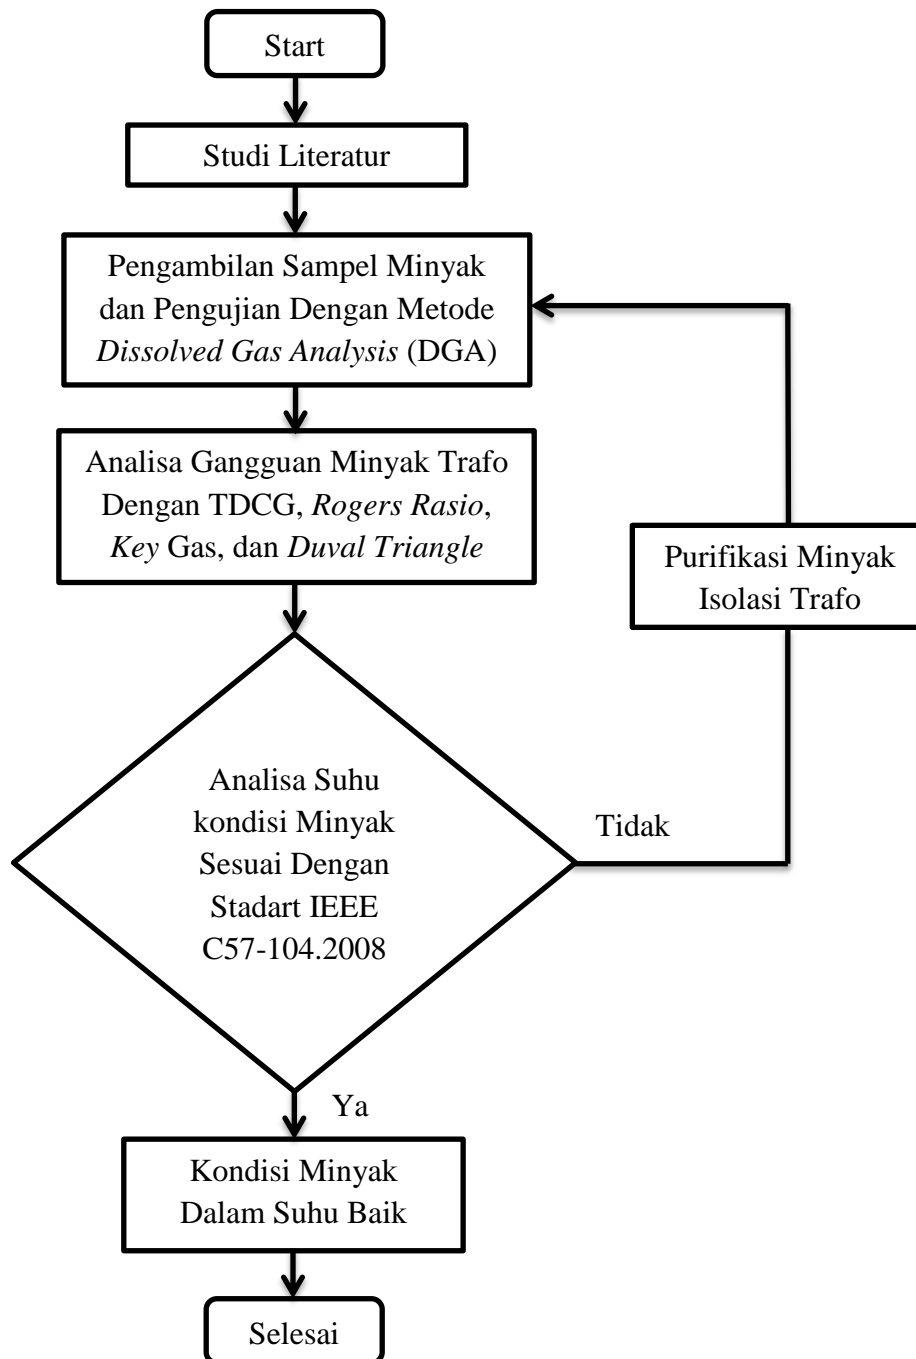 Start
Studi Literatur
Pengambilan Sampel Minyak
dan Pengujian Dengan Metode
Dissolved Gas Analysis (DGA)
Analisa Gangguan Minyak Trafo
Dengan TDCG, Rogers Rasio,
Key Gas, dan Duval Triangle
Purifikasi Minyak
Isolasi Trafo
Analisa Suhu
kondisi Minyak
Sesuai Dengan
Stadart IEEE
C57-104.2008
Tidak
Ya
Kondisi Minyak
Dalam Suhu Baik
Selesai